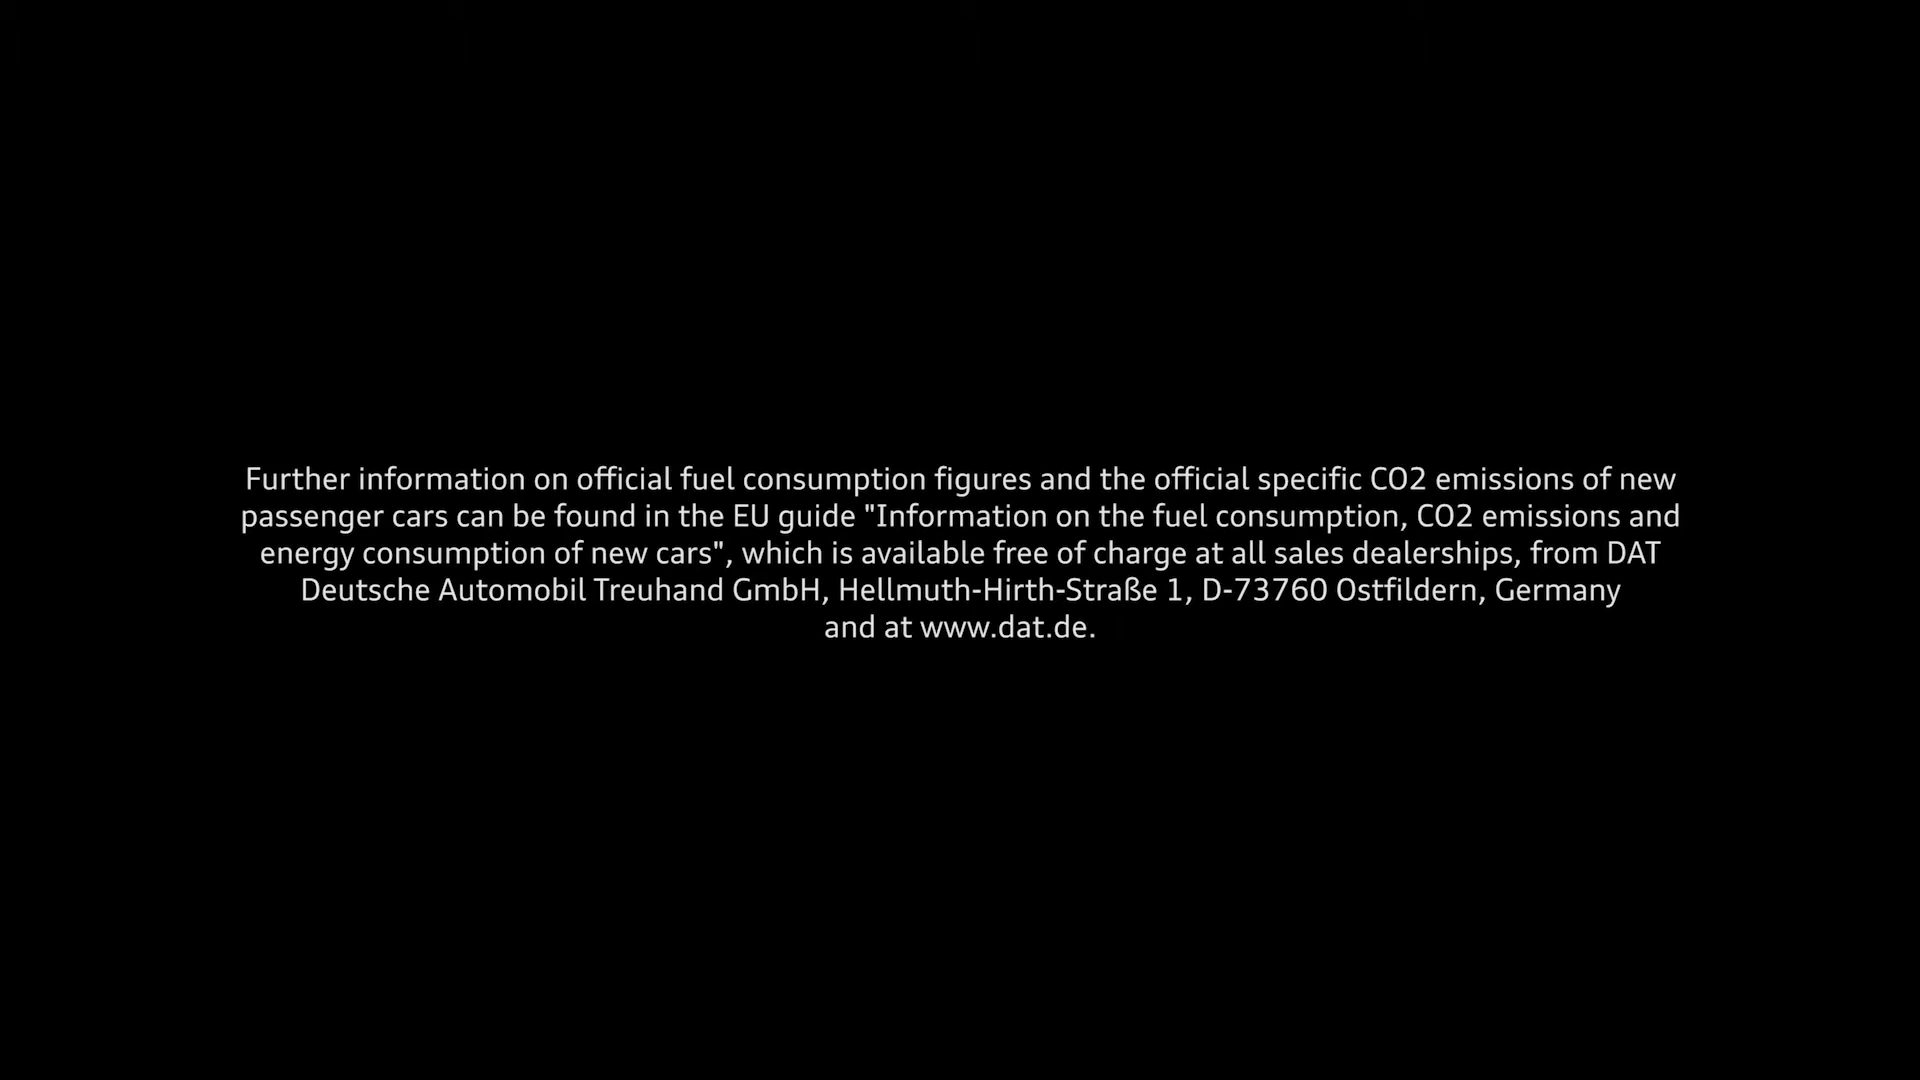 Further information on official fuel consumption figures and the official specific CO2 emissions of new
passenger cars can be found in the EU guide "Information on the fuel consumption, CO2 emissions and
energy consumption of new cars", which is available free of charge at all sales dealerships, from DAT
Deutsche Automobil Treuhand GmbH, Hellmuth-Hirth-Straße 1, D-73760 Ostfildern, Germany
and at www.dat.de.